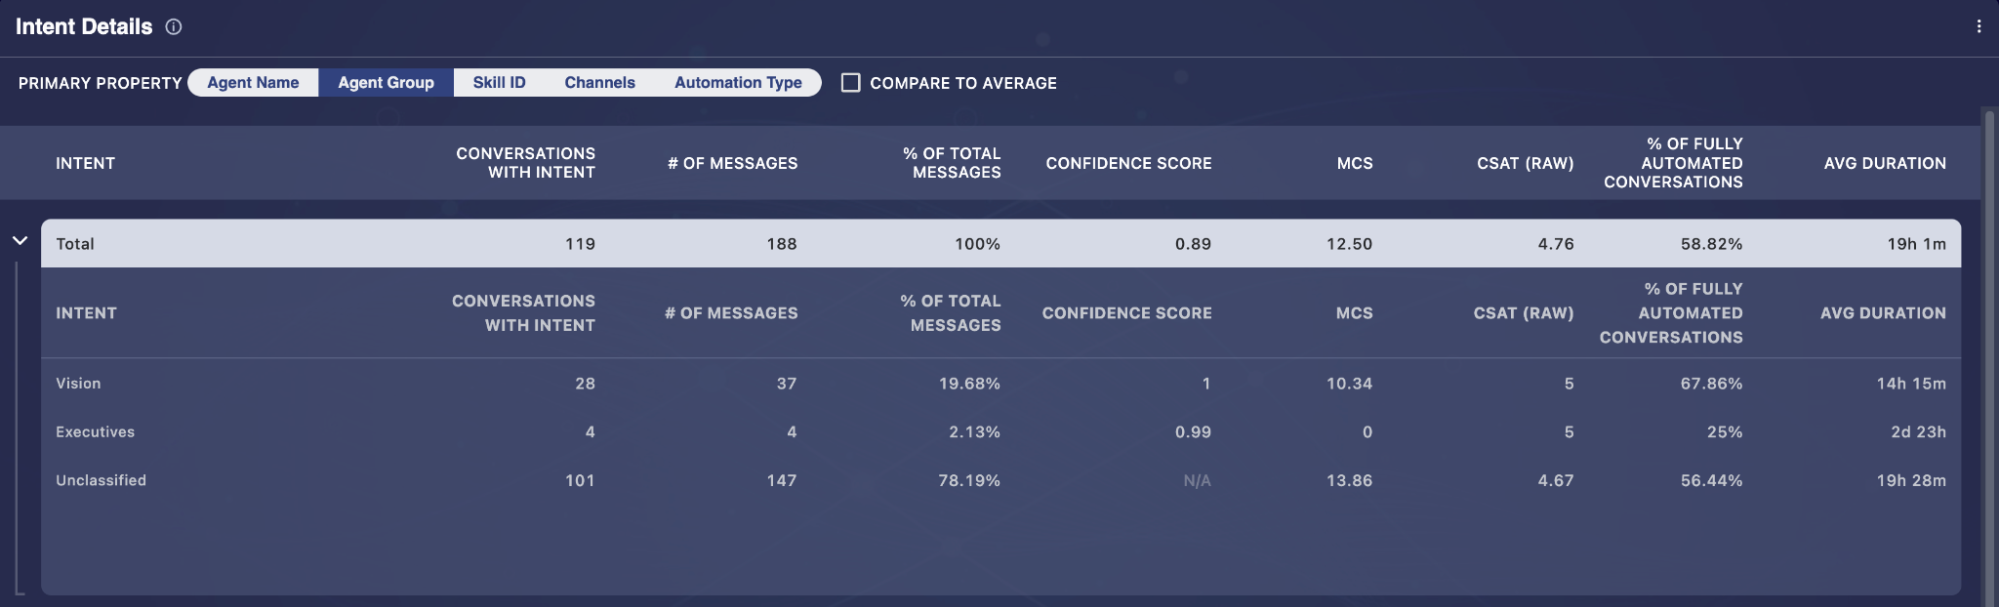 Intent Details
PRIMARY PROPERTY Agent Name Agent Group Skill ID Channels Automation Type COMPARE TO AVERAGE
INTENT CONVERSATIONS WITH INTENT # OF MESSAGES % OF TOTAL MESSAGES CONFIDENCE SCORE MCS CSAT (RAW) % OF FULLY AUTOMATED CONVERSATIONS AVG DURATION
Total 119 188 100% 0.89 12.50 4.76 58.82% 19h 1m
INTENT CONVERSATIONS WITH INTENT # OF MESSAGES % OF TOTAL MESSAGES CONFIDENCE SCORE MCS CSAT (RAW) % OF FULLY AUTOMATED CONVERSATIONS AVG DURATION
Vision 28 37 19.68% 1 10.34 5 67.86% 14h 15m
Executives 4 4 2.13% 0.99 0 5 25% 2d 23h
Unclassified 101 147 78.19% N/A 13.86 4.67 56.44% 19h 28m